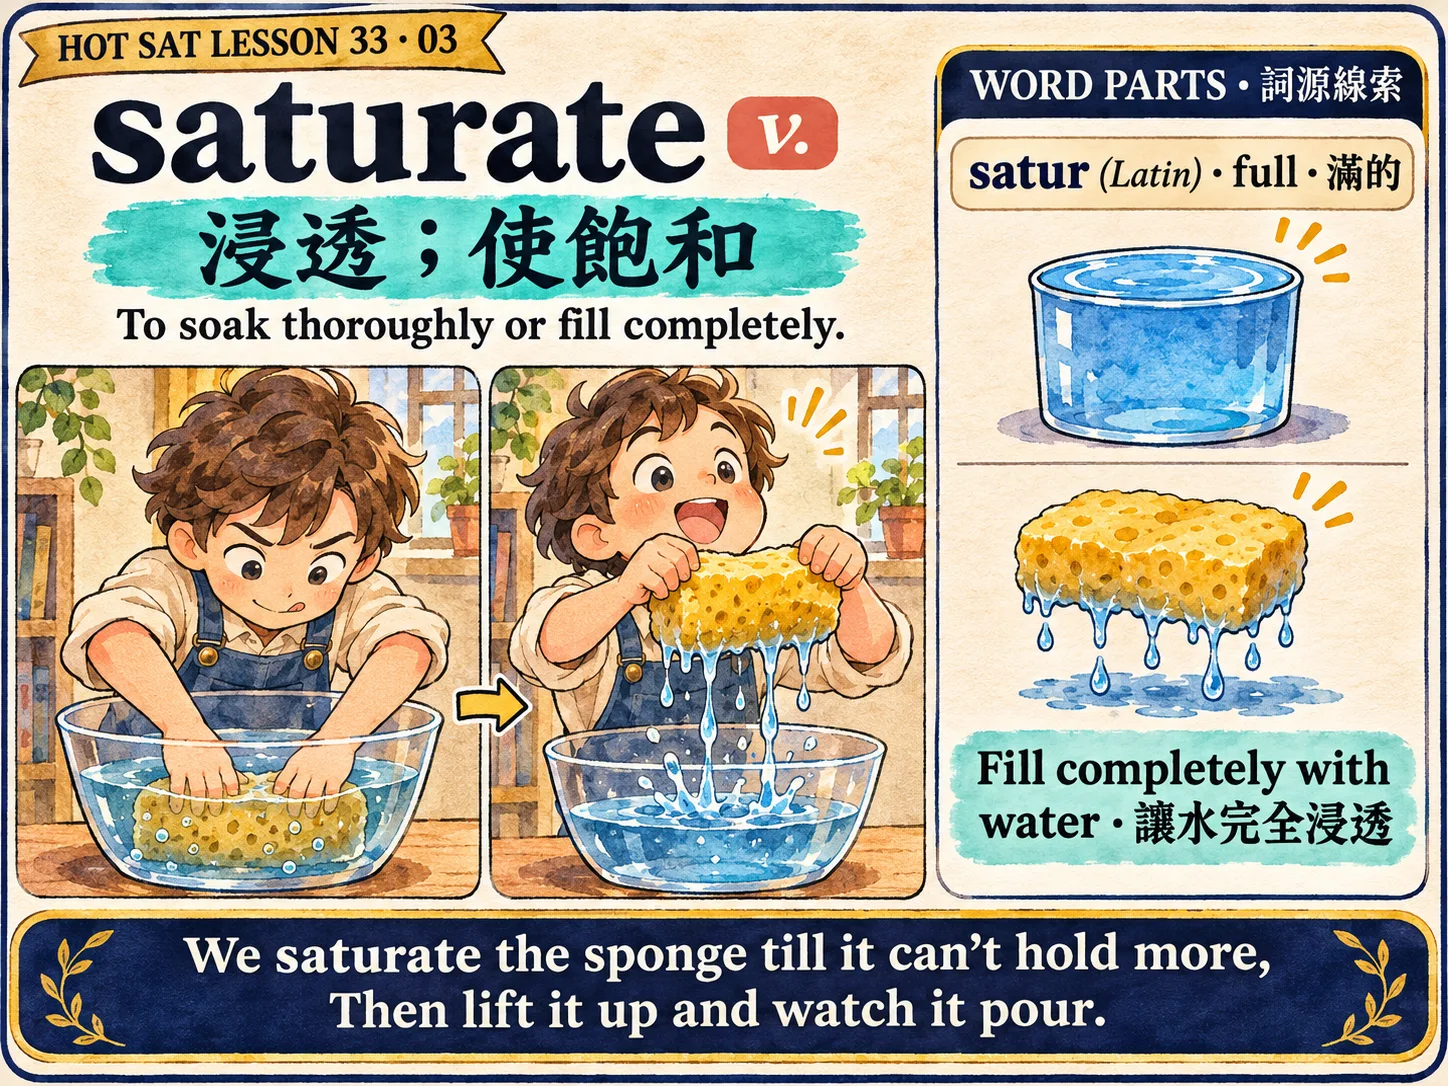 HOT SAT LESSON 33 · 03
saturate v.
浸透；使飽和
To soak thoroughly or fill completely.
WORD PARTS · 詞源線索
satur (Latin) · full · 滿的
Fill completely with
water · 讓水完全浸透
We saturate the sponge till it can’t hold more,
Then lift it up and watch it pour.